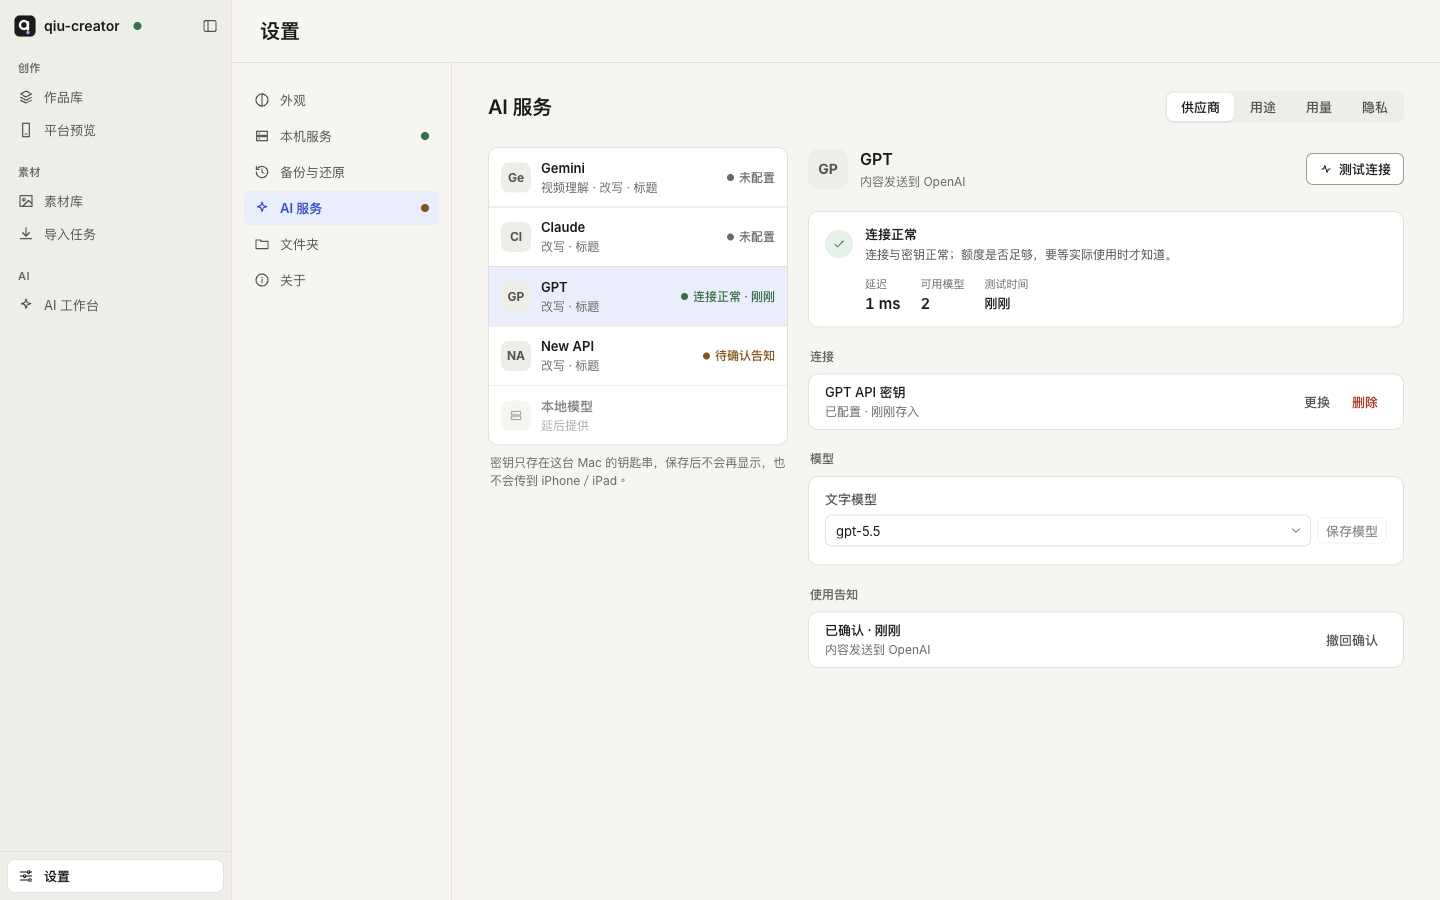 qiu-creator
创作
作品库
平台预览
素材
素材库
导入任务
AI
AI 工作台
设置
设置
外观
本机服务
备份与还原
AI 服务
文件夹
关于
AI 服务
供应商
用途
用量
隐私
Ge
Gemini
视频理解 · 改写 · 标题
未配置
Cl
Claude
改写 · 标题
未配置
GP
GPT
改写 · 标题
连接正常 · 刚刚
NA
New API
改写 · 标题
待确认告知
本地模型
延后提供
密钥只存在这台 Mac 的钥匙串，保存后不会再显示，也
不会传到 iPhone / iPad。
GP
GPT
内容发送到 OpenAI
测试连接
连接正常
连接与密钥正常；额度是否足够，要等实际使用时才知道。
延迟
可用模型
测试时间
1 ms
2
刚刚
连接
GPT API 密钥
已配置 · 刚刚存入
更换
删除
模型
文字模型
gpt-5.5
保存模型
使用告知
已确认 · 刚刚
内容发送到 OpenAI
撤回确认